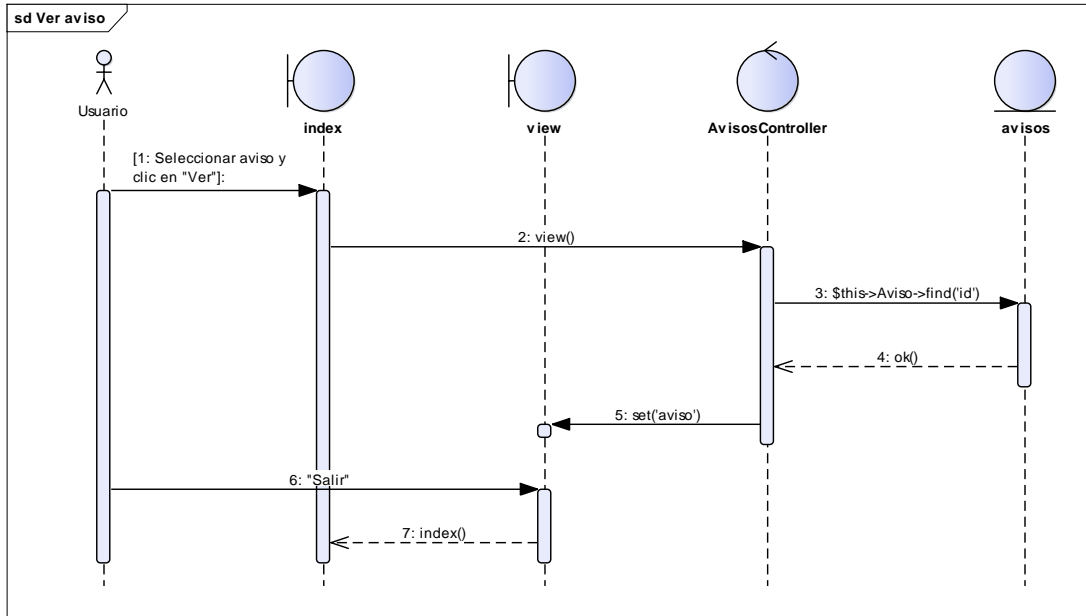 sd Ver aviso
Usuario
index
view
AvisosController
avisos
[1: Seleccionar aviso y
clic en "Ver"]:
2: view()
3: $this->Aviso->find('id')
4: ok()
5: set('aviso')
6: "Salir"
7: index()